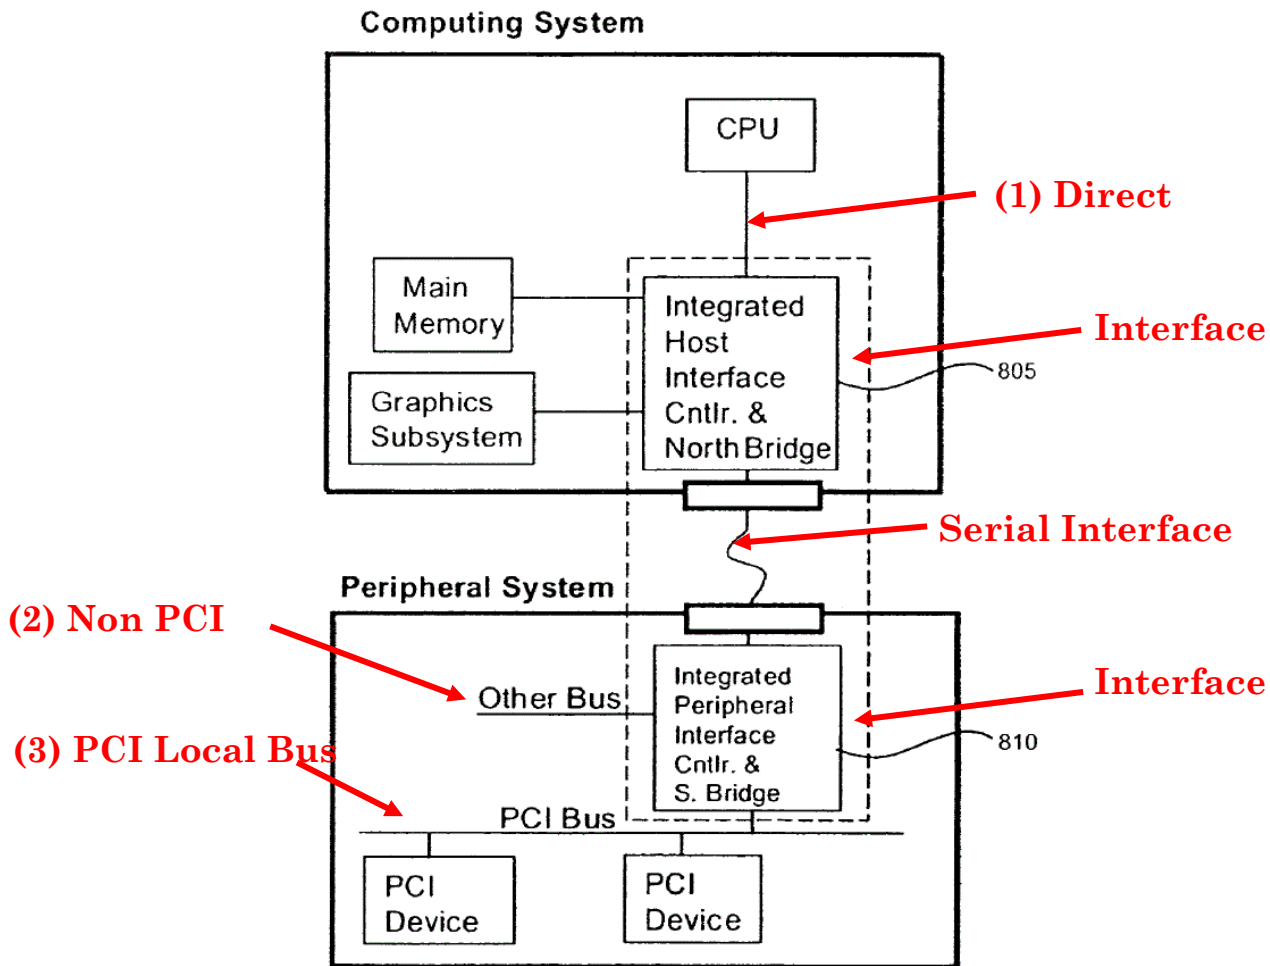 Computing System
CPU
(1) Direct
Main
Memory
Integrated
Host
Interface
Cntlr. &
North Bridge
Interface
805
Graphics
Subsystem
Serial Interface
Peripheral System
(2) Non PCI
Other Bus
Integrated
Peripheral
Interface
Cntlr. &
S. Bridge
Interface
810
(3) PCI Local Bus
PCI Bus
PCI
Device
PCI
Device